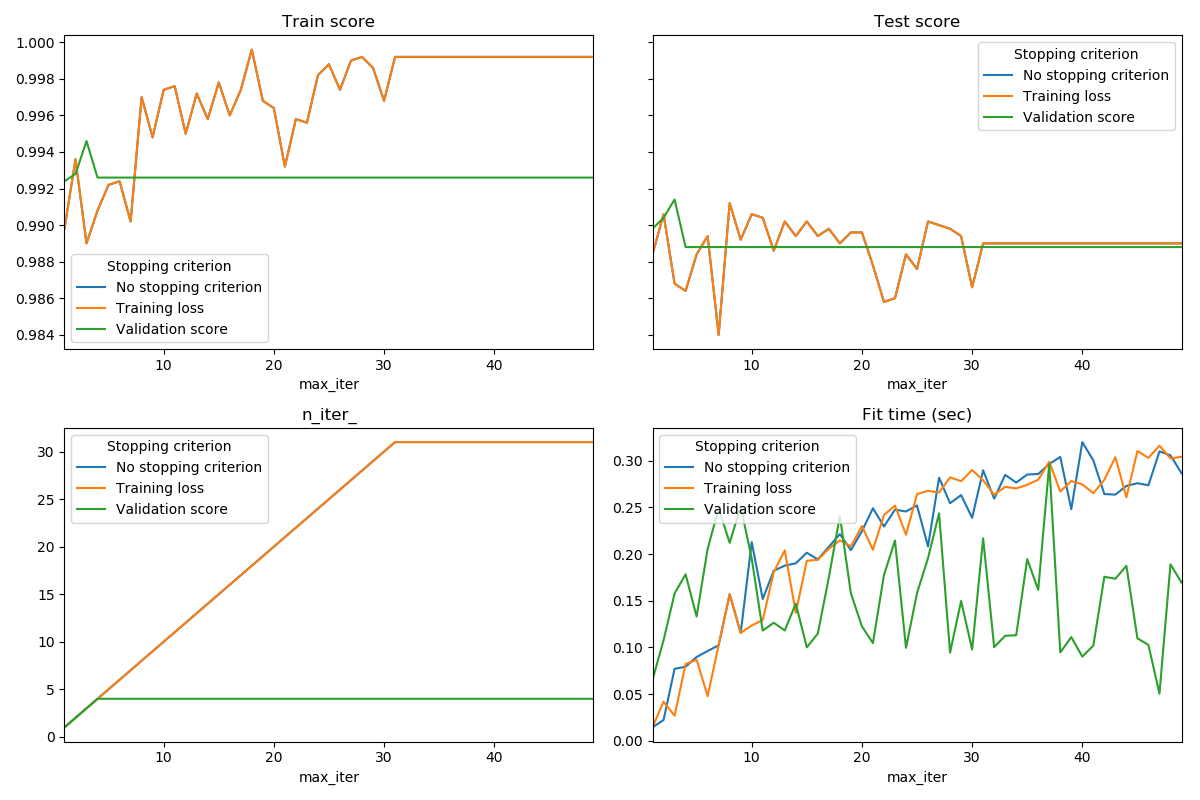 Train score
1.000
0.998
0.996
0.994
0.992
0.990
0.988
0.986
0.984
Stopping criterion
No stopping criterion
Training loss
Validation score
10
20
30
40
max_iter
Test score
Stopping criterion
No stopping criterion
Training loss
Validation score
10
20
30
40
max_iter
n_iter_
30
25
20
15
10
5
0
Stopping criterion
No stopping criterion
Training loss
Validation score
10
20
30
40
max_iter
Fit time (sec)
0.30
0.25
0.20
0.15
0.10
0.05
0.00
Stopping criterion
No stopping criterion
Training loss
Validation score
10
20
30
40
max_iter